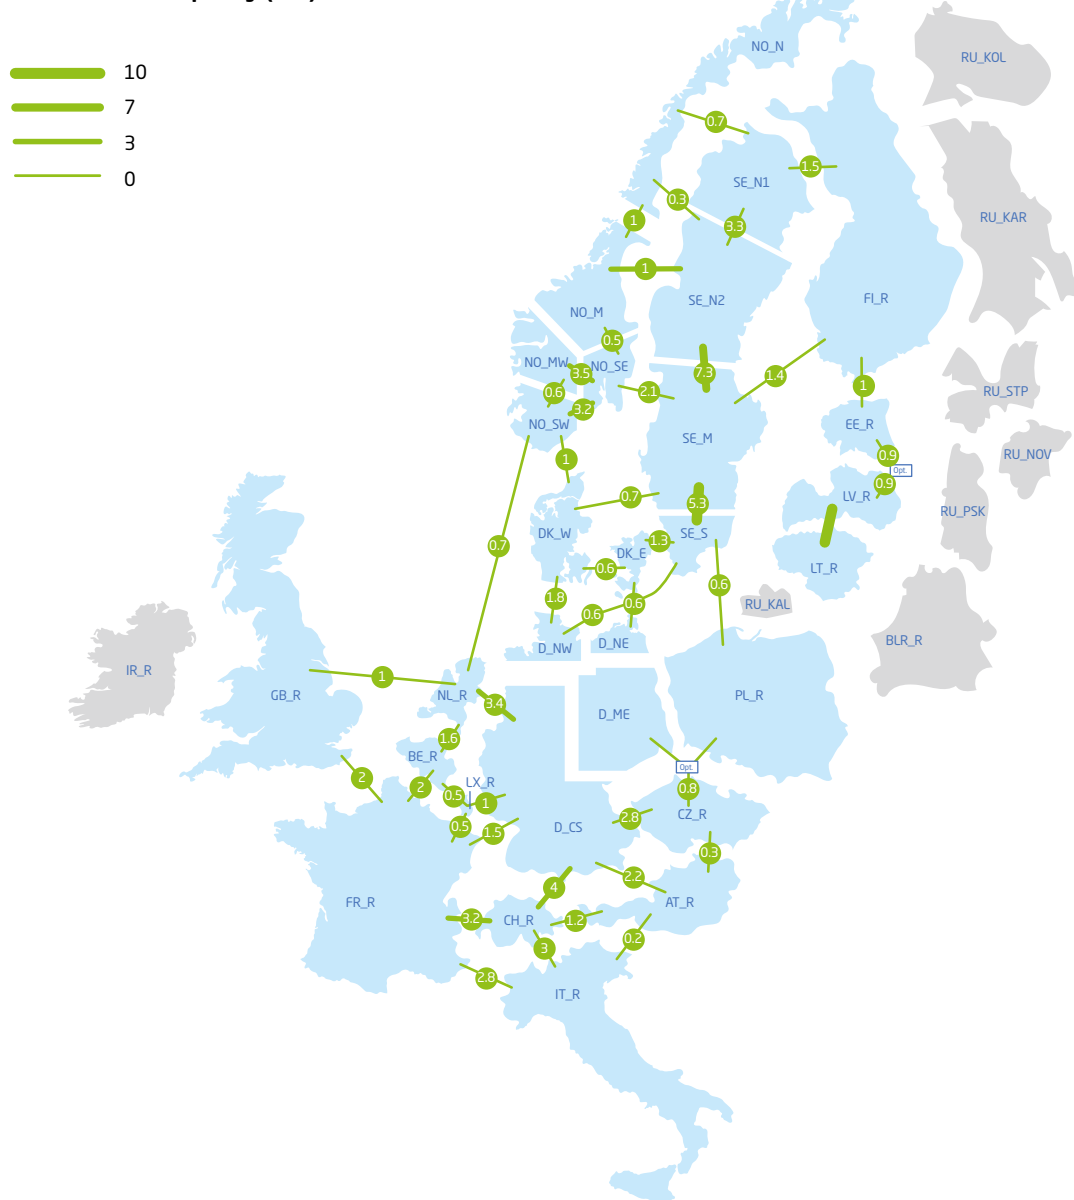 10
7
3
0
NO_N
RU_KOL
0.7
1.5
SE_N1
0.3
RU_KAR
1
3.3
1
SE_N2
FI_R
NO_M
0.5
NO_MW
3.5
NO_SE
7.3
1.4
1
0.6
2.1
RU_STP
3.2
NO_SW
SE_M
EE_R
1
0.9
RU_NOV
Opt.
0.9
0.7
LV_R
5.3
RU_PSK
DK_W
SE_S
0.7
DK_E
1.3
0.6
LT_R
0.6
1.8
0.6
0.6
RU_KAL
D_NW
D_NE
BLR_R
IR_R
1
GB_R
NL_R
3.4
PL_R
D_ME
1.6
BE_R
Opt.
2
LX_R
2
0.5
1
0.8
CZ_R
2.8
0.5
1.5
D_CS
0.3
2.2
4
FR_R
AT_R
3.2
CH_R
1.2
0.2
3
2.8
IT_R